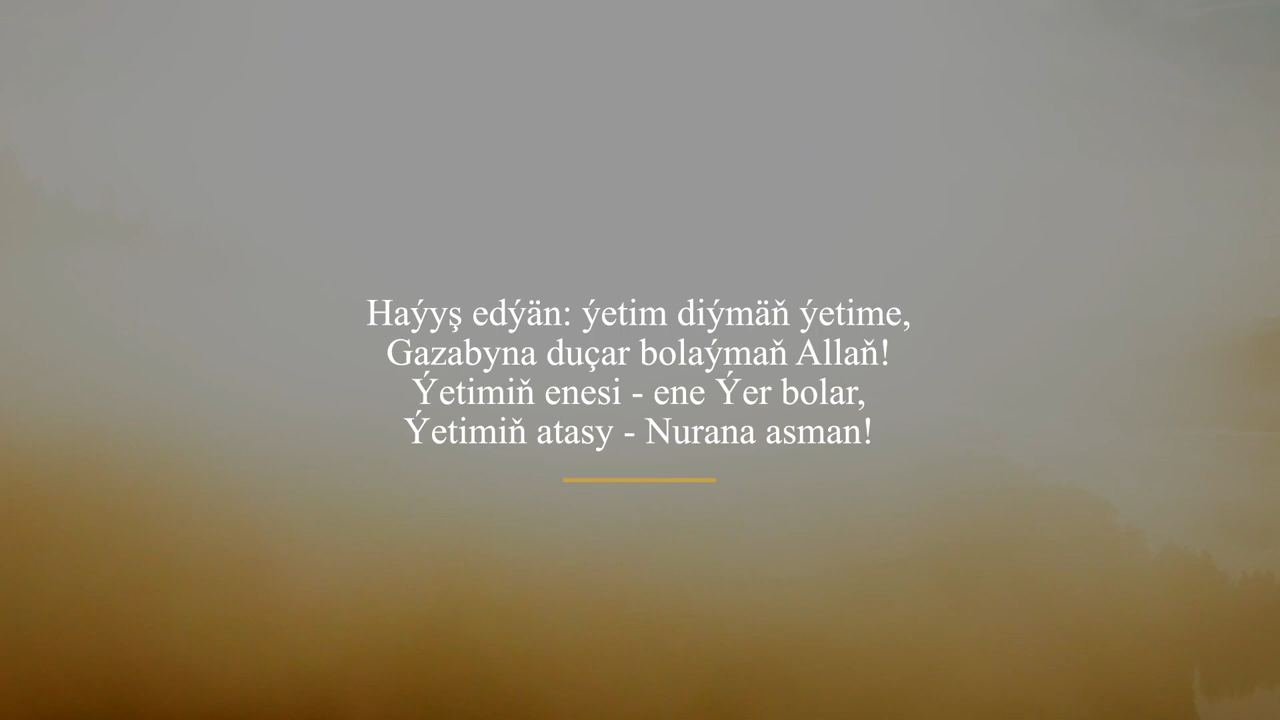 Haýyş edýän: ýetim diýmäň ýetime,
Gazabyna duçar bolaýmaň Allaň!
Ýetimiň enesi - ene Ýer bolar,
Ýetimiň atasy - Nurana asman!